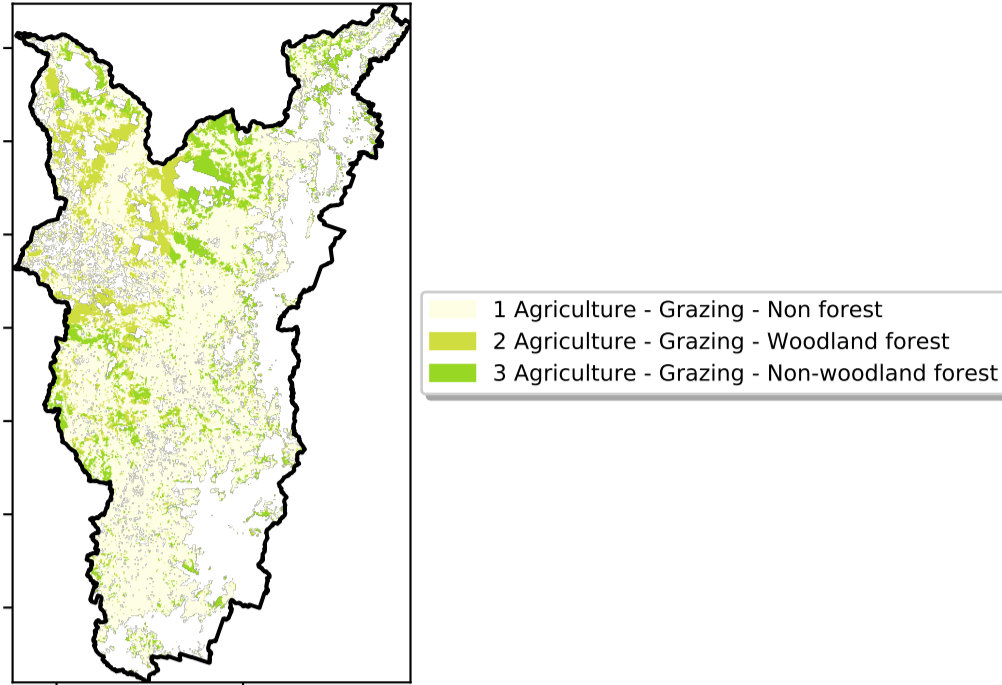 1 Agriculture - Grazing - Non forest
2 Agriculture - Grazing - Woodland forest
3 Agriculture - Grazing - Non-woodland forest